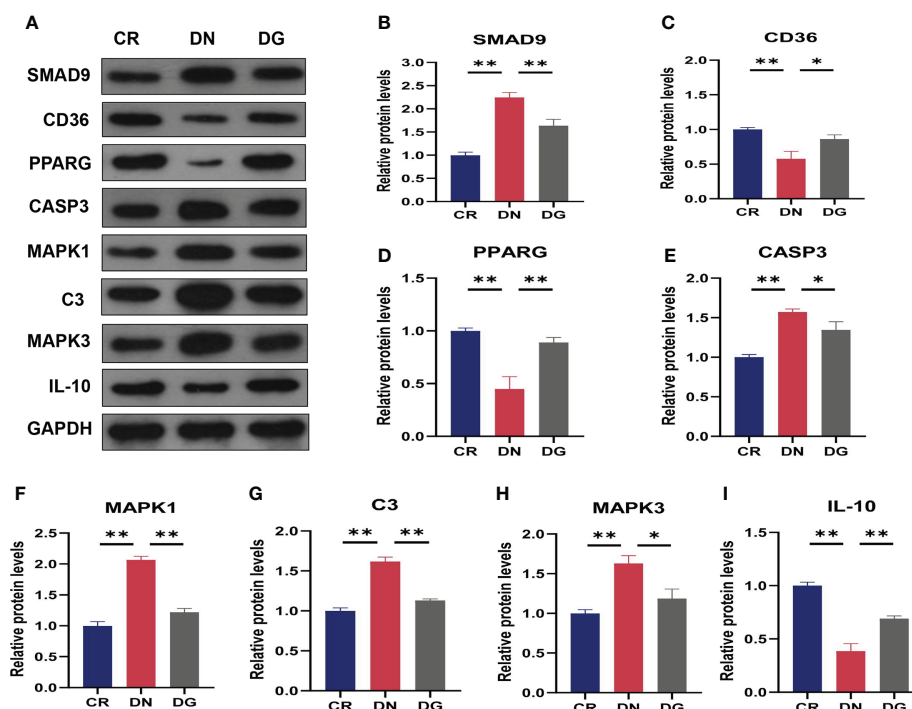 A
CR DN DG
SMAD9
CD36
PPARG
CASP3
MAPK1
C3
MAPK3
IL-10
GAPDH
B
SMAD9
Relative protein levels
3.0
2.5
2.0
1.5
1.0
0.5
0.0
** **
CR DN DG
C
CD36
Relative protein levels
2.0
1.5
1.0
0.5
0.0
** *
CR DN DG
D
PPARG
Relative protein levels
1.5
1.0
0.5
0.0
** **
CR DN DG
E
CASP3
Relative protein levels
2.0
1.5
1.0
0.5
0.0
** *
CR DN DG
F
MAPK1
Relative protein levels
2.5
2.0
1.5
1.0
0.5
0.0
** **
CR DN DG
G
C3
Relative protein levels
2.0
1.5
1.0
0.5
0.0
** **
CR DN DG
H
MAPK3
Relative protein levels
2.0
1.5
1.0
0.5
0.0
** *
CR DN DG
I
IL-10
Relative protein levels
1.5
1.0
0.5
0.0
** **
CR DN DG